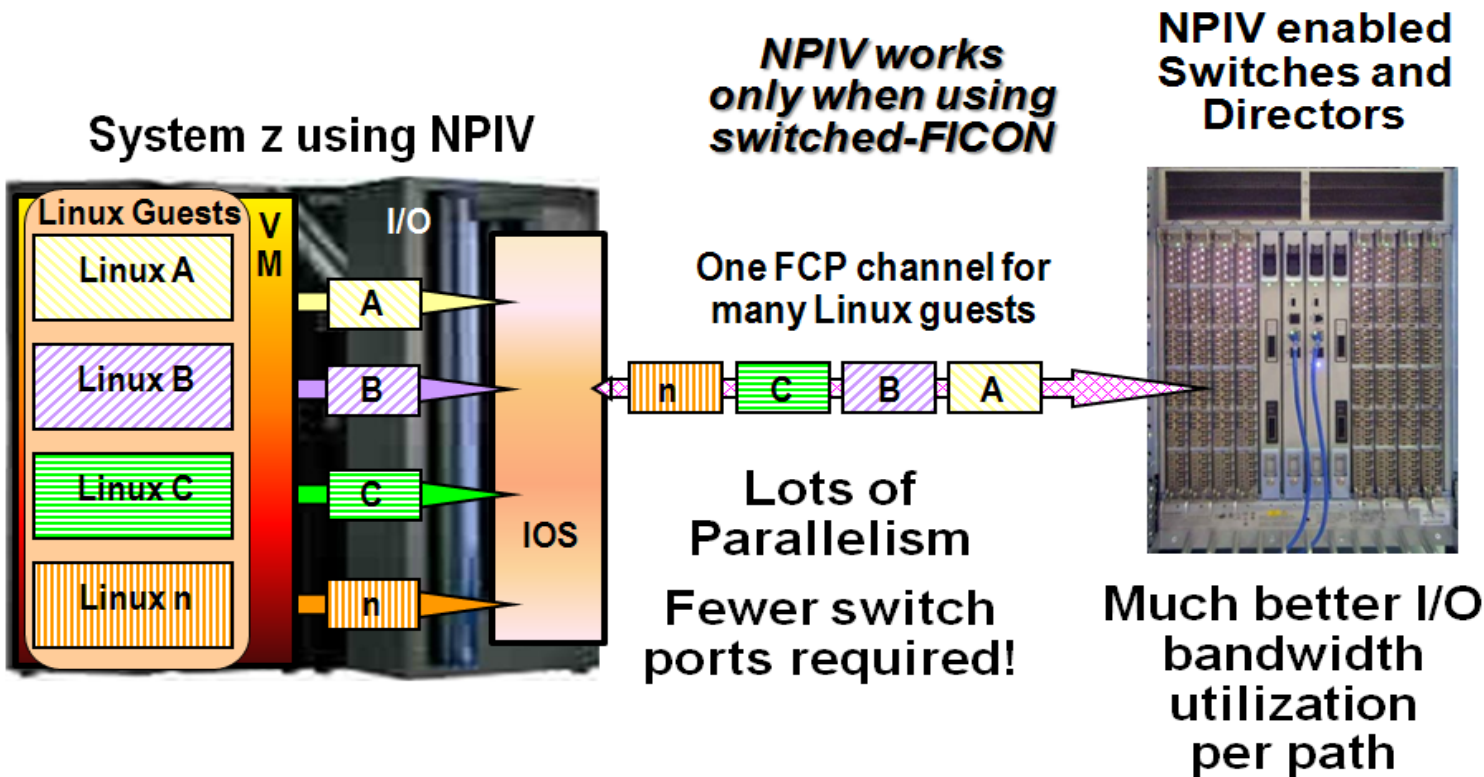 System z using NPIV
Linux Guests
V
M
I/O
Linux A
A
Linux B
B
Linux C
C
Linux n
n
IOS
NPIV works
only when using
switched-FICON
One FCP channel for
many Linux guests
n
C
B
A
Lots of
Parallelism
Fewer switch
ports required!
NPIV enabled
Switches and
Directors
Much better I/O
bandwidth
utilization
per path